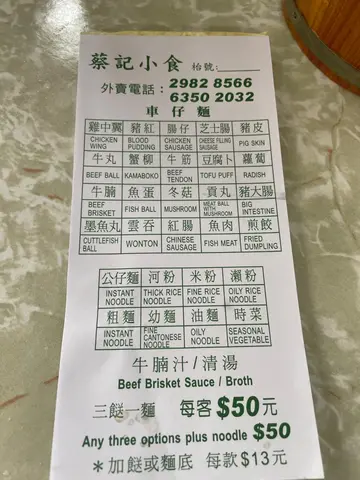 蔡記小食 枱號:______
外賣電話: 2982 8566
6350 2032
車仔麵
雞中翼 豬紅 腸仔 芝士腸 豬皮
CHICKEN WING BLOOD PUDDING CHICKEN SAUSAGE CHEESE FILLING SAUSAGE PIG SKIN
牛丸 蟹柳 牛筋 豆腐卜 蘿蔔
BEEF BALL KAMABOKO BEEF TENDON TOFU PUFF RADISH
牛腩 魚蛋 冬菇 貢丸 豬大腸
BEEF BRISKET FISH BALL MUSHROOM MEAT BALL WITH MUSHROOM BIG INTESTINE
墨魚丸 雲吞 紅腸 魚肉 煎餃
CUTTLEFISH BALL WONTON CHINESE SAUSAGE FISH MEAT FRIED DUMPLING
公仔麵 河粉 米粉 瀨粉
INSTANT NOODLE THICK RICE NOODLE FINE RICE NOODLE OILY RICE NOODLE
粗麵 幼麵 油麵 時菜
INSTANT NOODLE FINE CANTONESE NOODLE OILY NOODLE SEASONAL VEGETABLE
牛腩汁/清湯
Beef Brisket Sauce / Broth
三餸一麵 每客$50元
Any three options plus noodle $50
*加餸或麵底 每款$13元